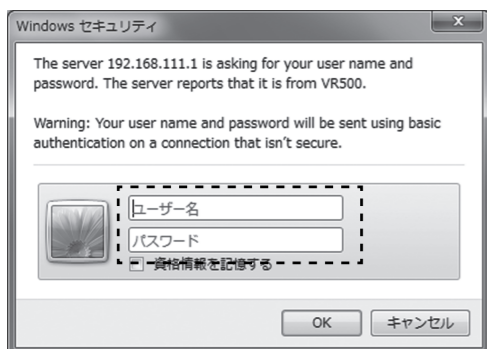 Windows セキュリティ
The server 192.168.111.1 is asking for your user name and
password. The server reports that it is from VR500.
Warning: Your user name and password will be sent using basic
authentication on a connection that isn't secure.
ユーザー名
パスワード
資格情報を記憶する
OK キャンセル